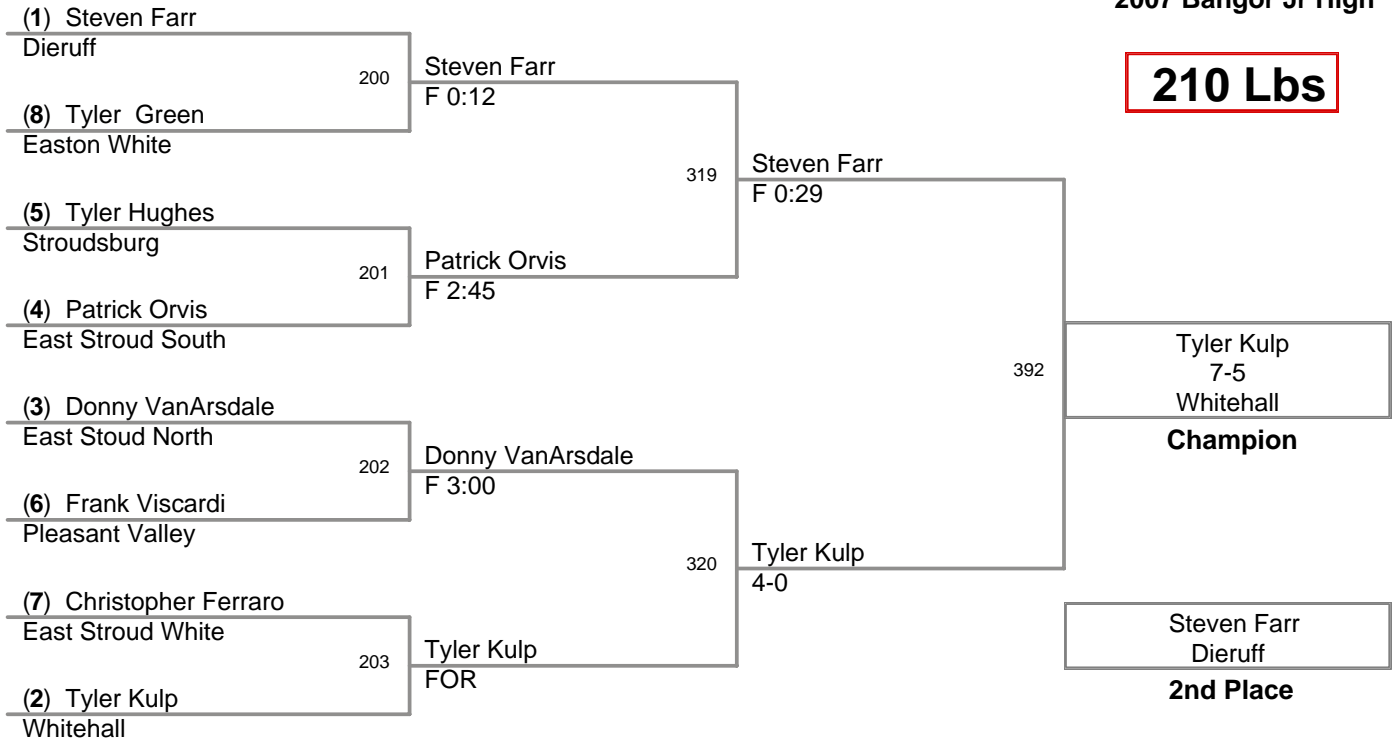 2007 Bangor Jr High
210 Lbs
(1) Steven Farr
Dieruff
200
(8) Tyler Green
Easton White
Steven Farr
F 0:12
(5) Tyler Hughes
Stroudsburg
201
(4) Patrick Orvis
East Stroud South
Patrick Orvis
F 2:45
319
Steven Farr
F 0:29
(3) Donny VanArsdale
East Stoud North
202
(6) Frank Viscardi
Pleasant Valley
Donny VanArsdale
F 3:00
(7) Christopher Ferraro
East Stroud White
203
(2) Tyler Kulp
Whitehall
Tyler Kulp
FOR
320
Tyler Kulp
4-0
392
Tyler Kulp
7-5
Whitehall
Champion
Steven Farr
Dieruff
2nd Place